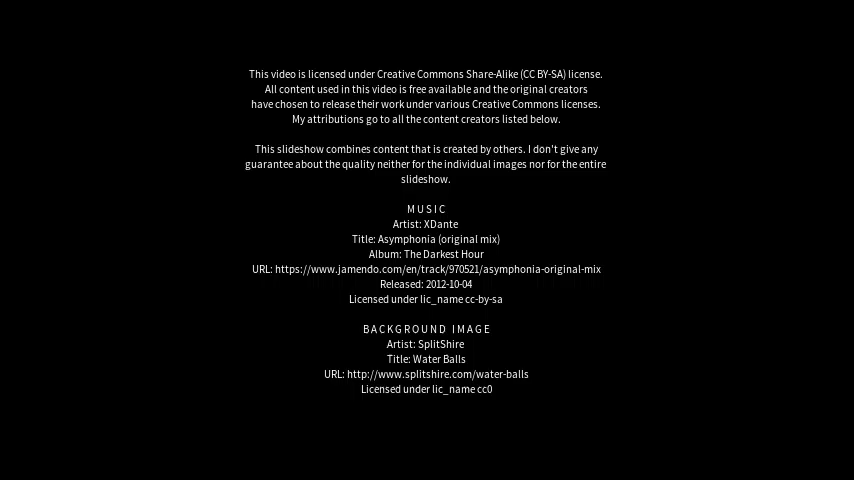 This video is licensed under Creative Commons Share-Alike (CC BY-SA) license.
All content used in this video is free available and the original creators
have chosen to release their work under various Creative Commons licenses.
My attributions go to all the content creators listed below.
This slideshow combines content that is created by others. I don't give any
guarantee about the quality neither for the individual images nor for the entire
slideshow.
MUSIC
Artist: XDante
Title: Asymphonia (original mix)
Album: The Darkest Hour
URL: https://www.jamendo.com/en/track/970521/asymphonia-original-mix
Released: 2012-10-04
Licensed under lic_name cc-by-sa
BACKGROUND IMAGE
Artist: SplitShire
Title: Water Balls
URL: http://www.splitshire.com/water-balls
Licensed under lic_name cc0